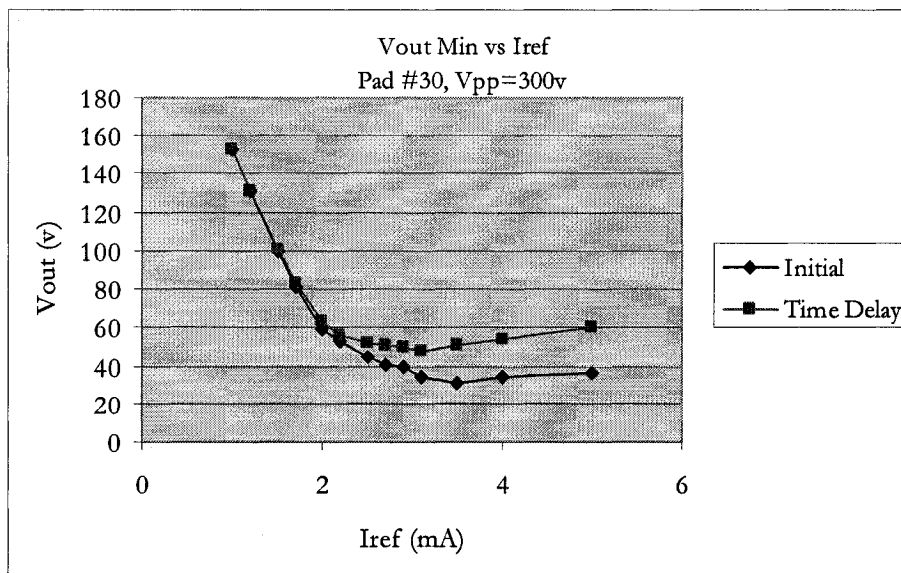 Vout Min vs Iref
Pad #30, Vpp=300v
180
160
140
120
100
80
60
40
20
0
0
2
4
6
Vout (v)
Iref (mA)
Initial
Time Delay